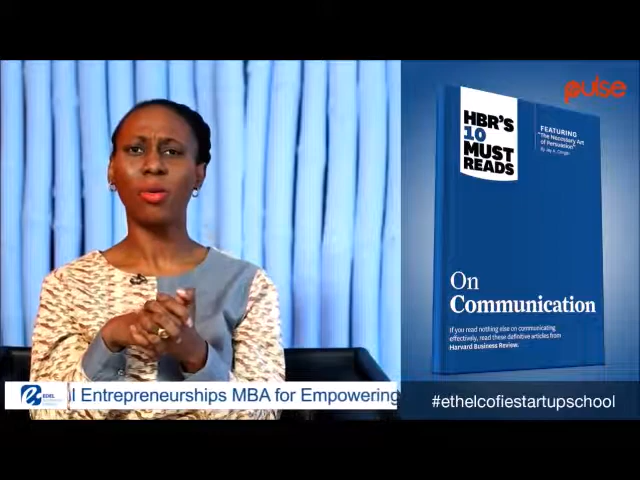 pulse
HBR'S
10
MUST
READS
FEATURING
"The Necessary Art
of Persuasion"
By Jay A. Conger
On
Communication
If you read nothing else on communicating
effectively, read these definitive articles from
Harvard Business Review.
EDEL
l Entrepreneurships MBA for Empowering
#ethelcofiestartupschool